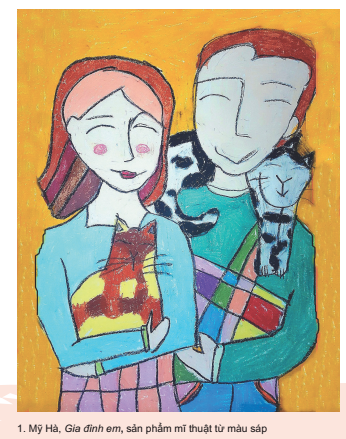 1. Mỹ Hà, Gia đình em, sản phẩm mĩ thuật từ màu sáp